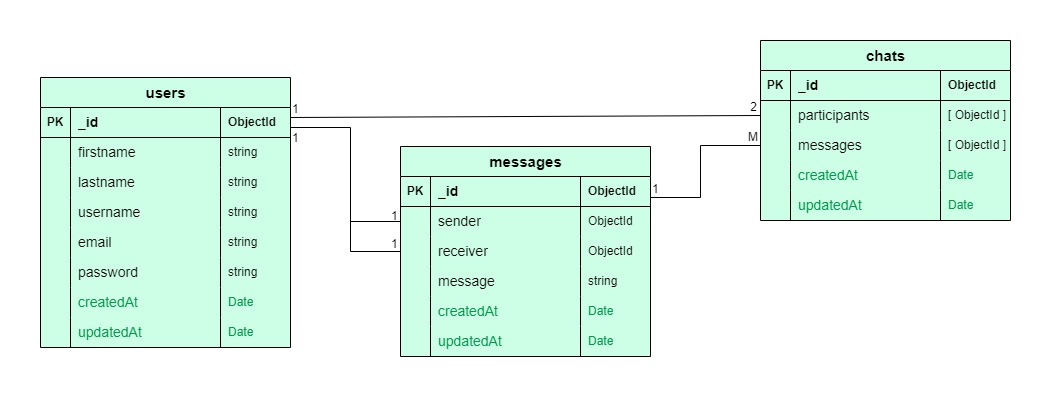 users
PK _id ObjectId
firstname string
lastname string
username string
email string
password string
createdAt Date
updatedAt Date
1
1
messages
PK _id ObjectId
1 sender ObjectId
1 receiver ObjectId
message string
createdAt Date
updatedAt Date
1
chats
PK _id ObjectId
2 participants [ ObjectId ]
M messages [ ObjectId ]
createdAt Date
updatedAt Date